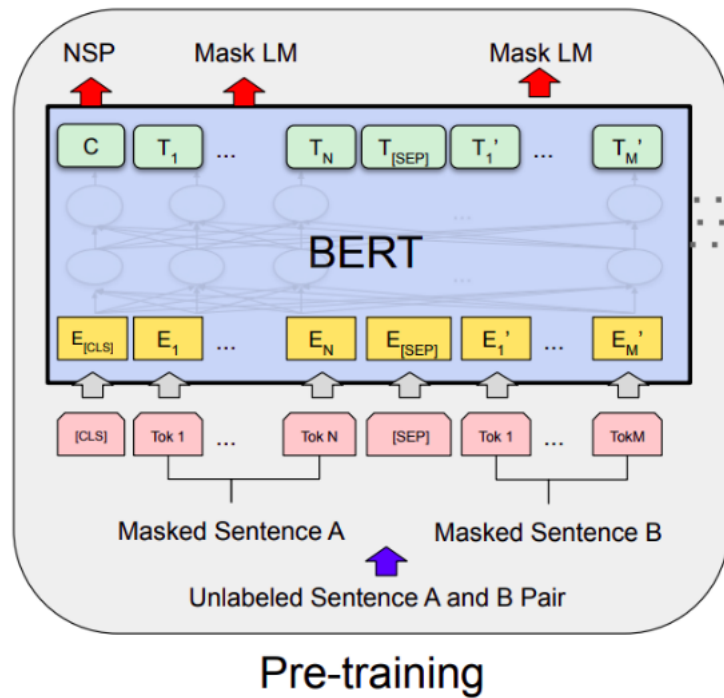 NSP Mask LM Mask LM
C T1 ... TN T[SEP] T1’ ... TM’
...
BERT
...
E[CLS] E1 ... EN E[SEP] E1’ ... EM’
[CLS] Tok 1 ... Tok N [SEP] Tok 1 ... TokM
Masked Sentence A Masked Sentence B
Unlabeled Sentence A and B Pair
Pre-training